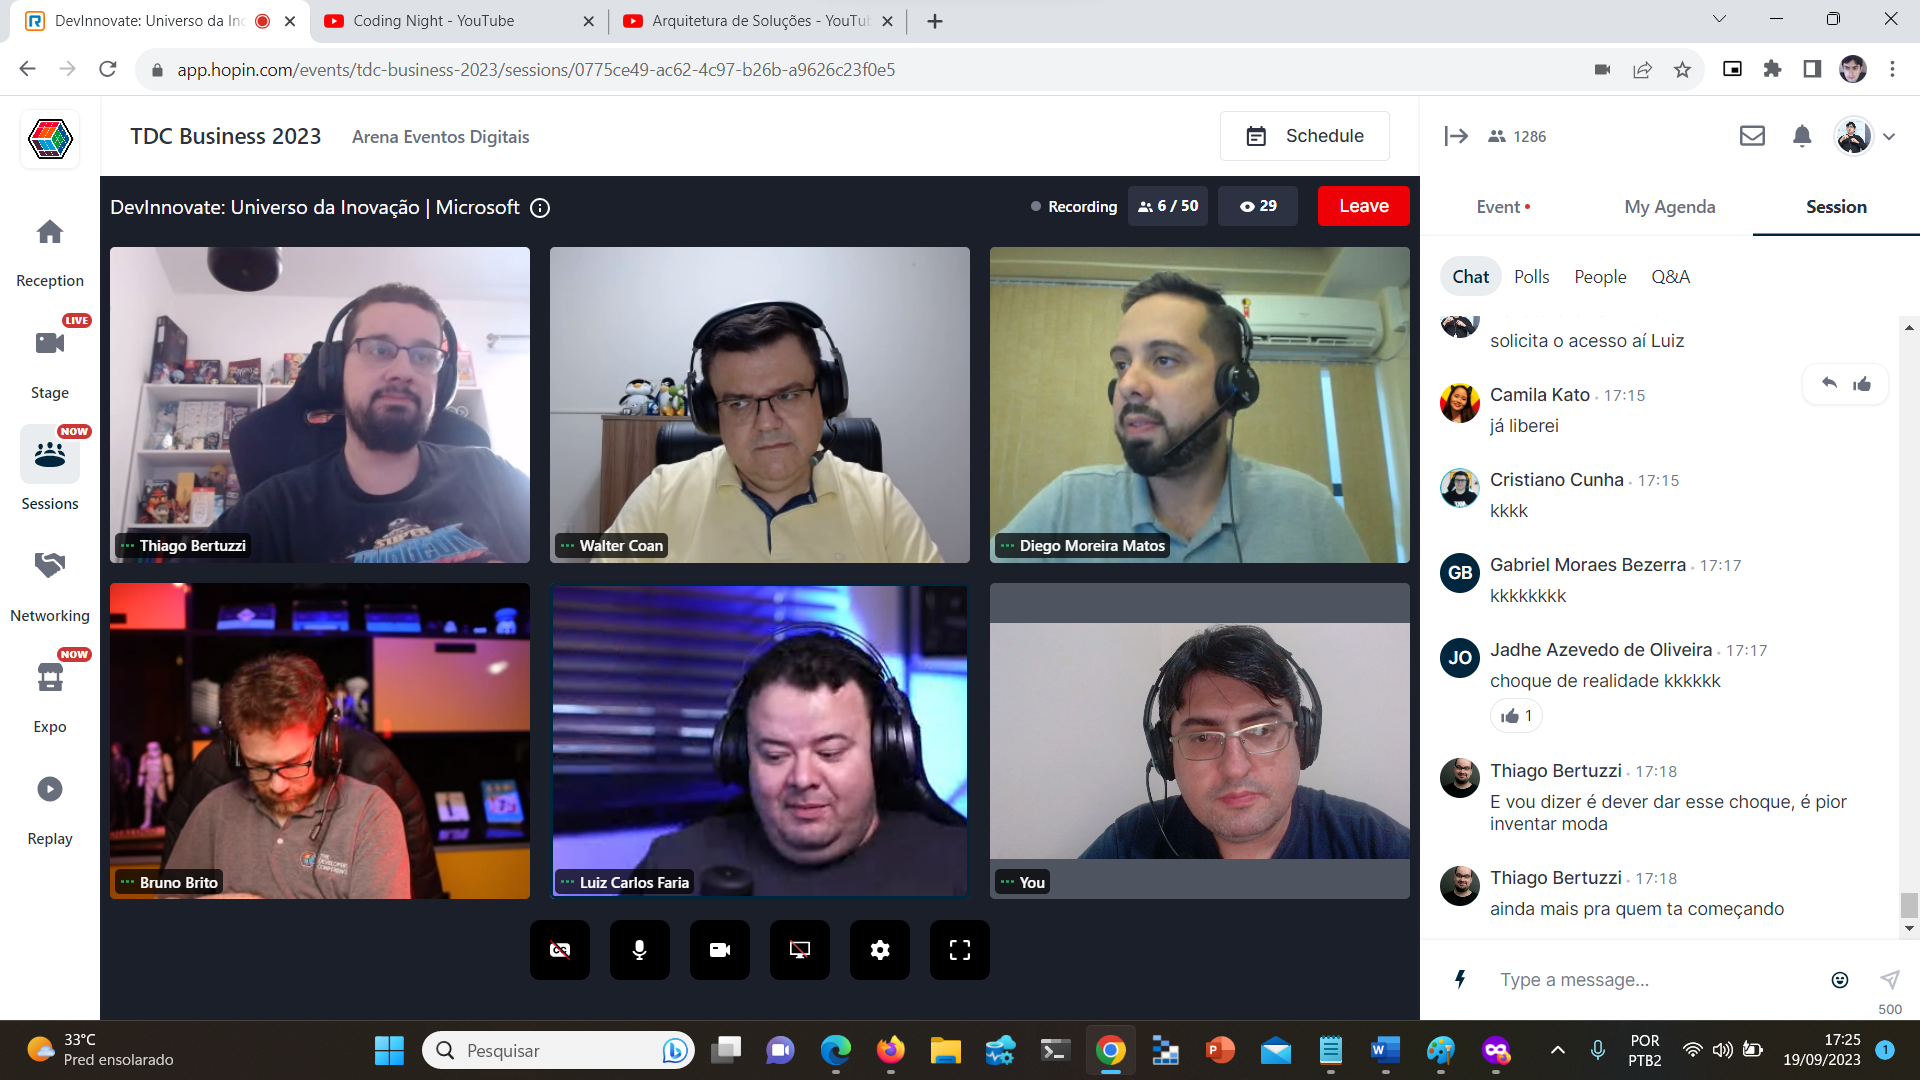 DevInnovate: Universo da Ino
Coding Night - YouTube
Arquitetura de Soluções - YouTu
app.hopin.com/events/tdc-business-2023/sessions/0775ce49-ac62-4c97-b26b-a9626c23f0e5
TDC Business 2023
Arena Eventos Digitais
Schedule
1286
DevInnovate: Universo da Inovação | Microsoft
Recording
6 / 50
29
Leave
Event
My Agenda
Session
Reception
LIVE
Stage
NOW
Sessions
Networking
NOW
Expo
Replay
Thiago Bertuzzi
Walter Coan
Diego Moreira Matos
Bruno Brito
Luiz Carlos Faria
You
Chat
Polls
People
Q&A
solicita o acesso aí Luiz
Camila Kato • 17:15
já liberei
Cristiano Cunha • 17:15
kkkk
GB
Gabriel Moraes Bezerra • 17:17
kkkkkkkk
JO
Jadhe Azevedo de Oliveira • 17:17
choque de realidade kkkkkk
1
Thiago Bertuzzi • 17:18
E vou dizer é dever dar esse choque, é pior
inventar moda
Thiago Bertuzzi • 17:18
ainda mais pra quem ta começando
Type a message...
500
33°C
Pred ensolarado
Pesquisar
POR
PTB2
17:25
19/09/2023
1